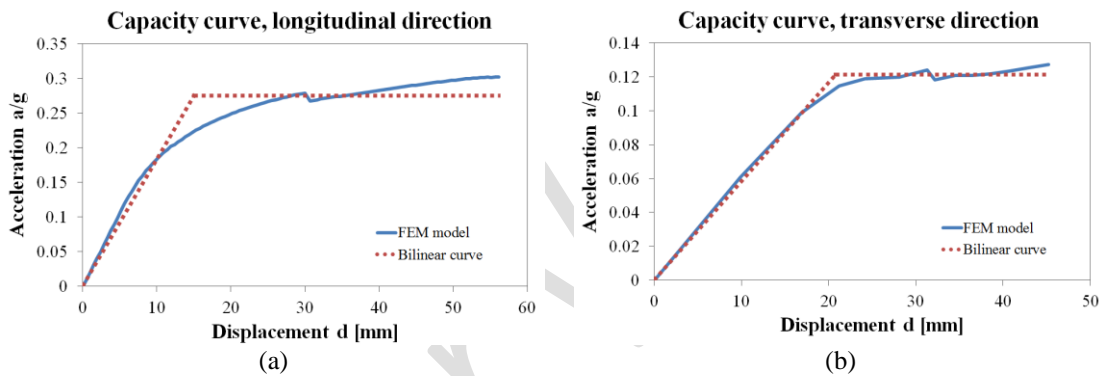 Capacity curve, longitudinal direction
0.4
0.35
0.3
0.25
0.2
0.15
0.1
0.05
0
Acceleration a/g
FEM model
Bilinear curve
0 10 20 30 40 50 60
Displacement d [mm]
(a)
Capacity curve, transverse direction
0.14
0.12
0.1
0.08
0.06
0.04
0.02
0
Acceleration a/g
FEM model
Bilinear curve
0 10 20 30 40 50
Displacement d [mm]
(b)